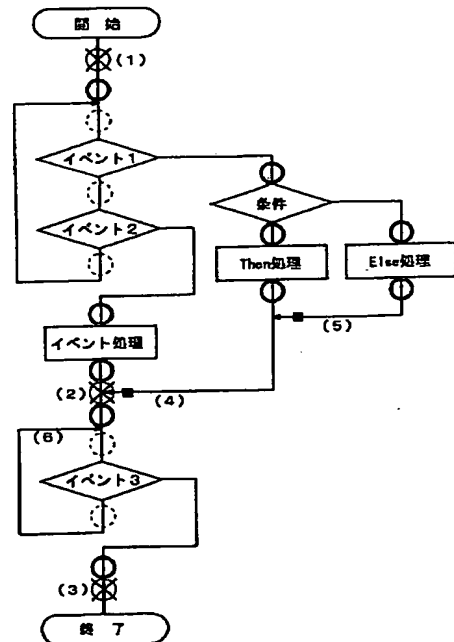 開 始
(1)
イベント1
条件
イベント2
Then処理
Else処理
(5)
イベント処理
(2)
(4)
(6)
イベント3
(3)
終 了